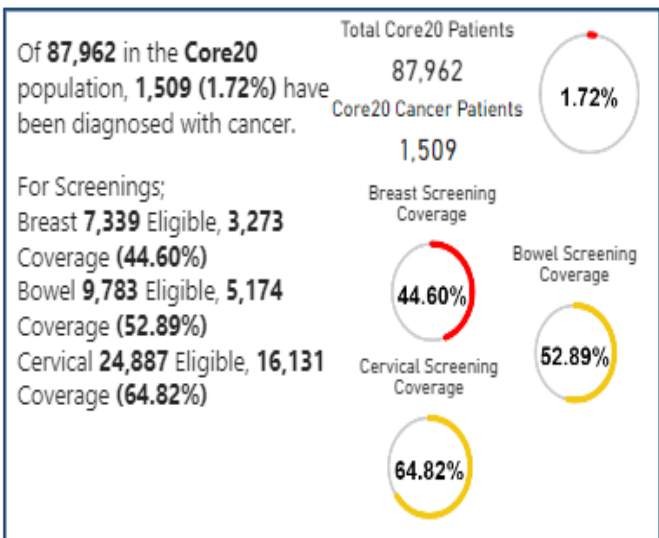 Of 87,962 in the Core20
population, 1,509 (1.72%) have
been diagnosed with cancer.
For Screenings;
Breast 7,339 Eligible, 3,273
Coverage (44.60%)
Bowel 9,783 Eligible, 5,174
Coverage (52.89%)
Cervical 24,887 Eligible, 16,131
Coverage (64.82%)
Total Core20 Patients
87,962
Core20 Cancer Patients
1,509
1.72%
Breast Screening
Coverage
44.60%
Bowel Screening
Coverage
52.89%
Cervical Screening
Coverage
64.82%